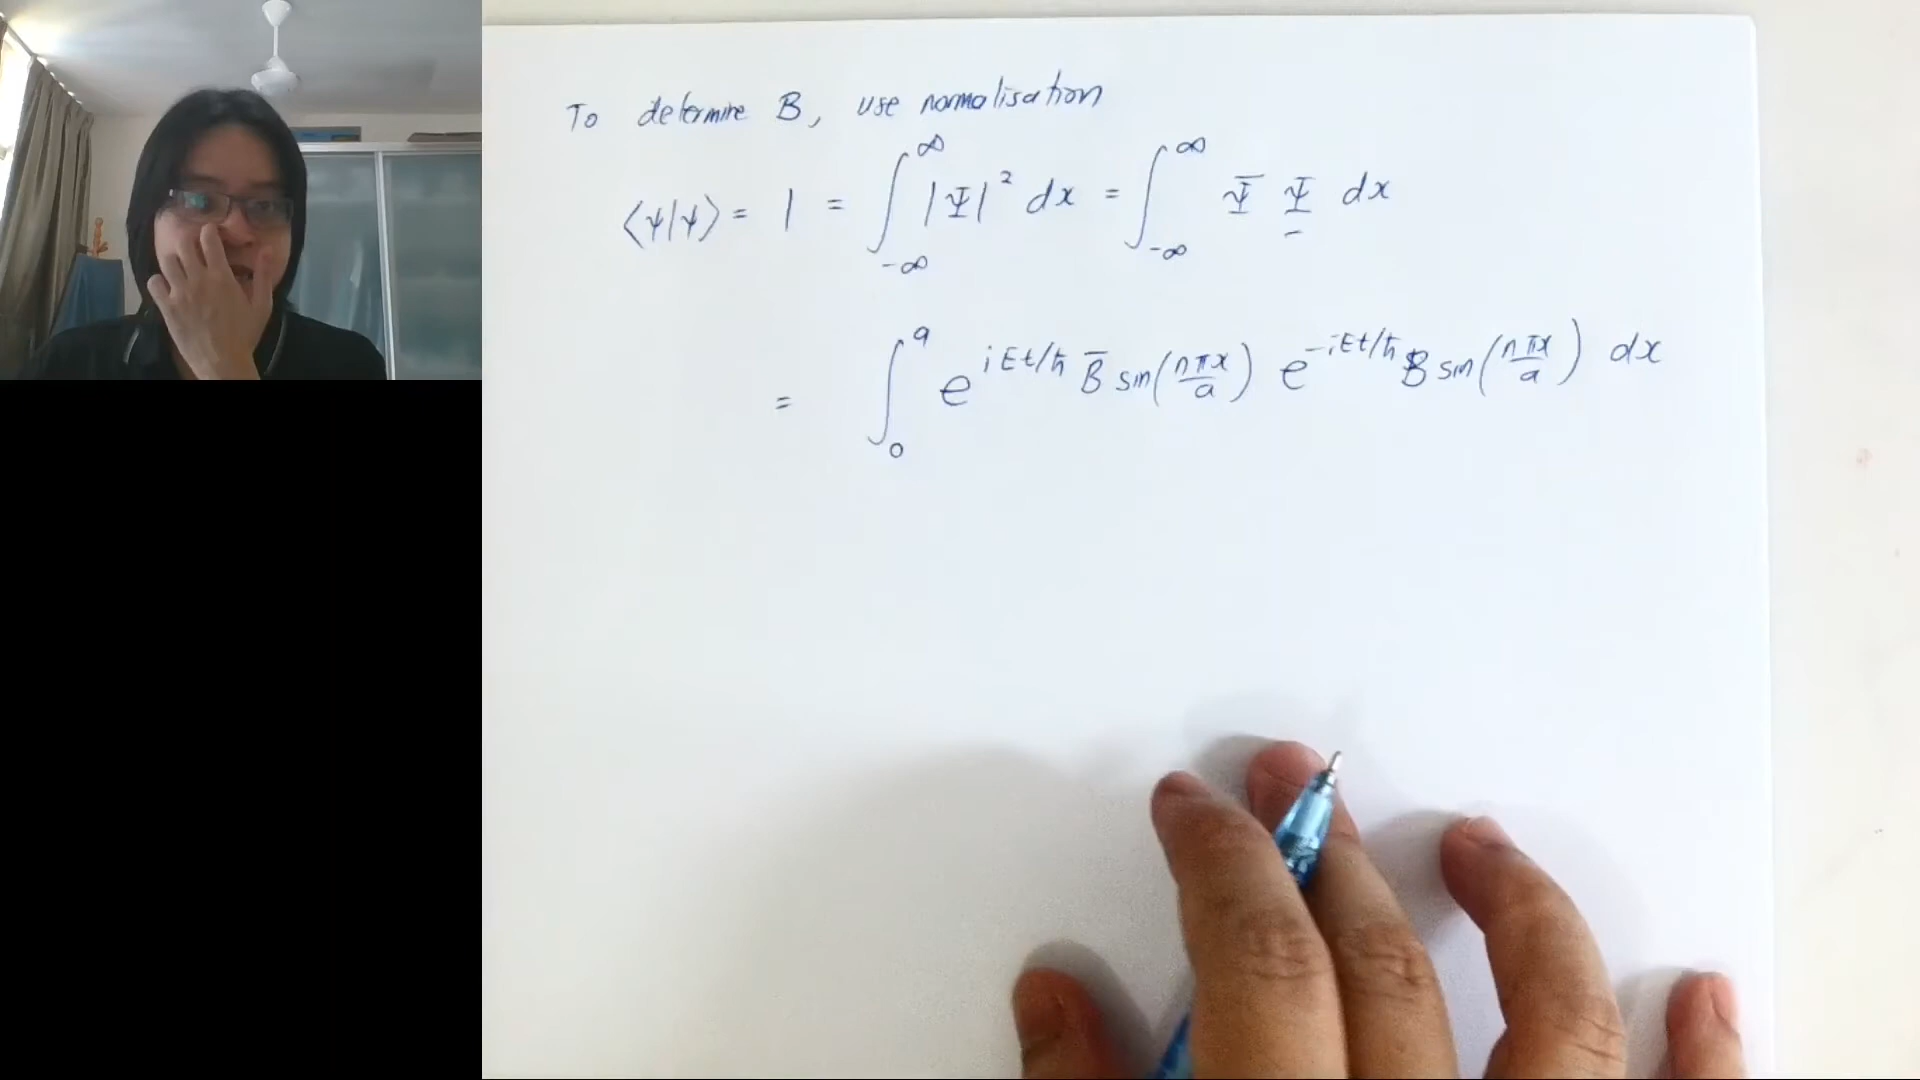 To determine B, use normalisation
⟨ψ|ψ⟩ = 1 = ∫_{-∞}^{∞} |Ψ|² dx = ∫_{-∞}^{∞} Ψ̄ Ψ dx
= ∫_0^a e^{iEt/ħ} B̄ sin(nπx/a) e^{-iEt/ħ} B sin(nπx/a) dx